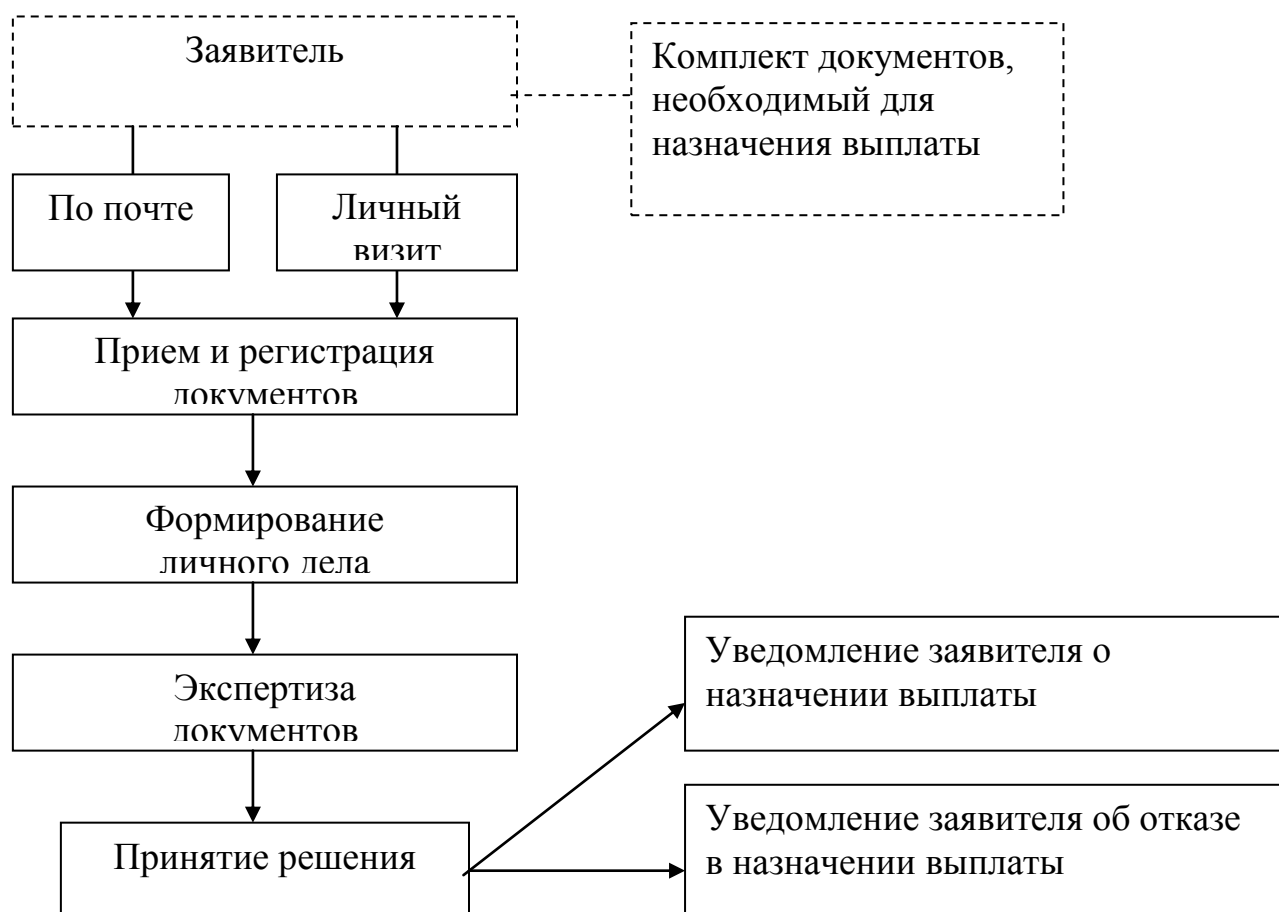 Заявитель
Комплект документов,
необходимый для
назначения выплаты
По почте
Личный
визит
Прием и регистрация
документов
Формирование
личного дела
Экспертиза
документов
Уведомление заявителя о
назначении выплаты
Принятие решения
Уведомление заявителя об отказе
в назначении выплаты